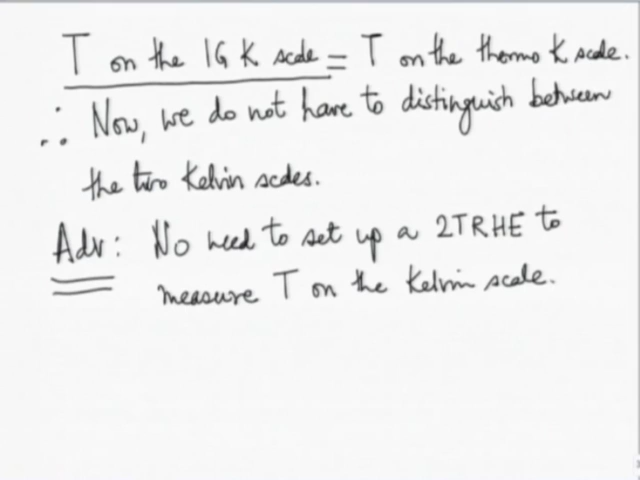 T on the IG K scale = T on the thermo K scale.
∴ Now, we do not have to distinguish between
the two Kelvin scales.
Adv: No need to set up a 2TRHE to
measure T on the Kelvin scale.